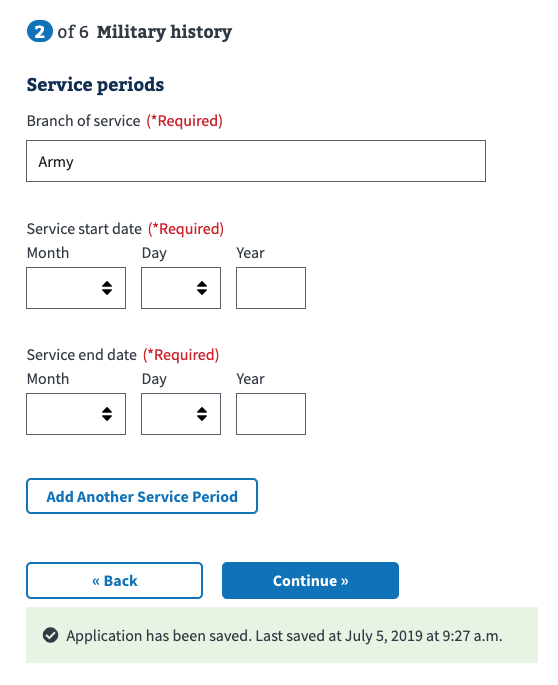 2 of 6 Military history
Service periods
Branch of service (*Required)
Army
Service start date (*Required)
Month Day Year
Service end date (*Required)
Month Day Year
Add Another Service Period
« Back Continue »
Application has been saved. Last saved at July 5, 2019 at 9:27 a.m.